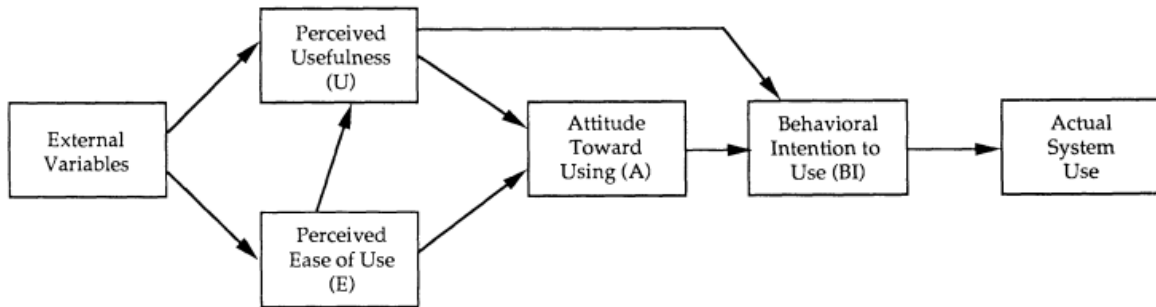 External
Variables
Perceived
Usefulness
(U)
Perceived
Ease of Use
(E)
Attitude
Toward
Using (A)
Behavioral
Intention to
Use (BI)
Actual
System
Use